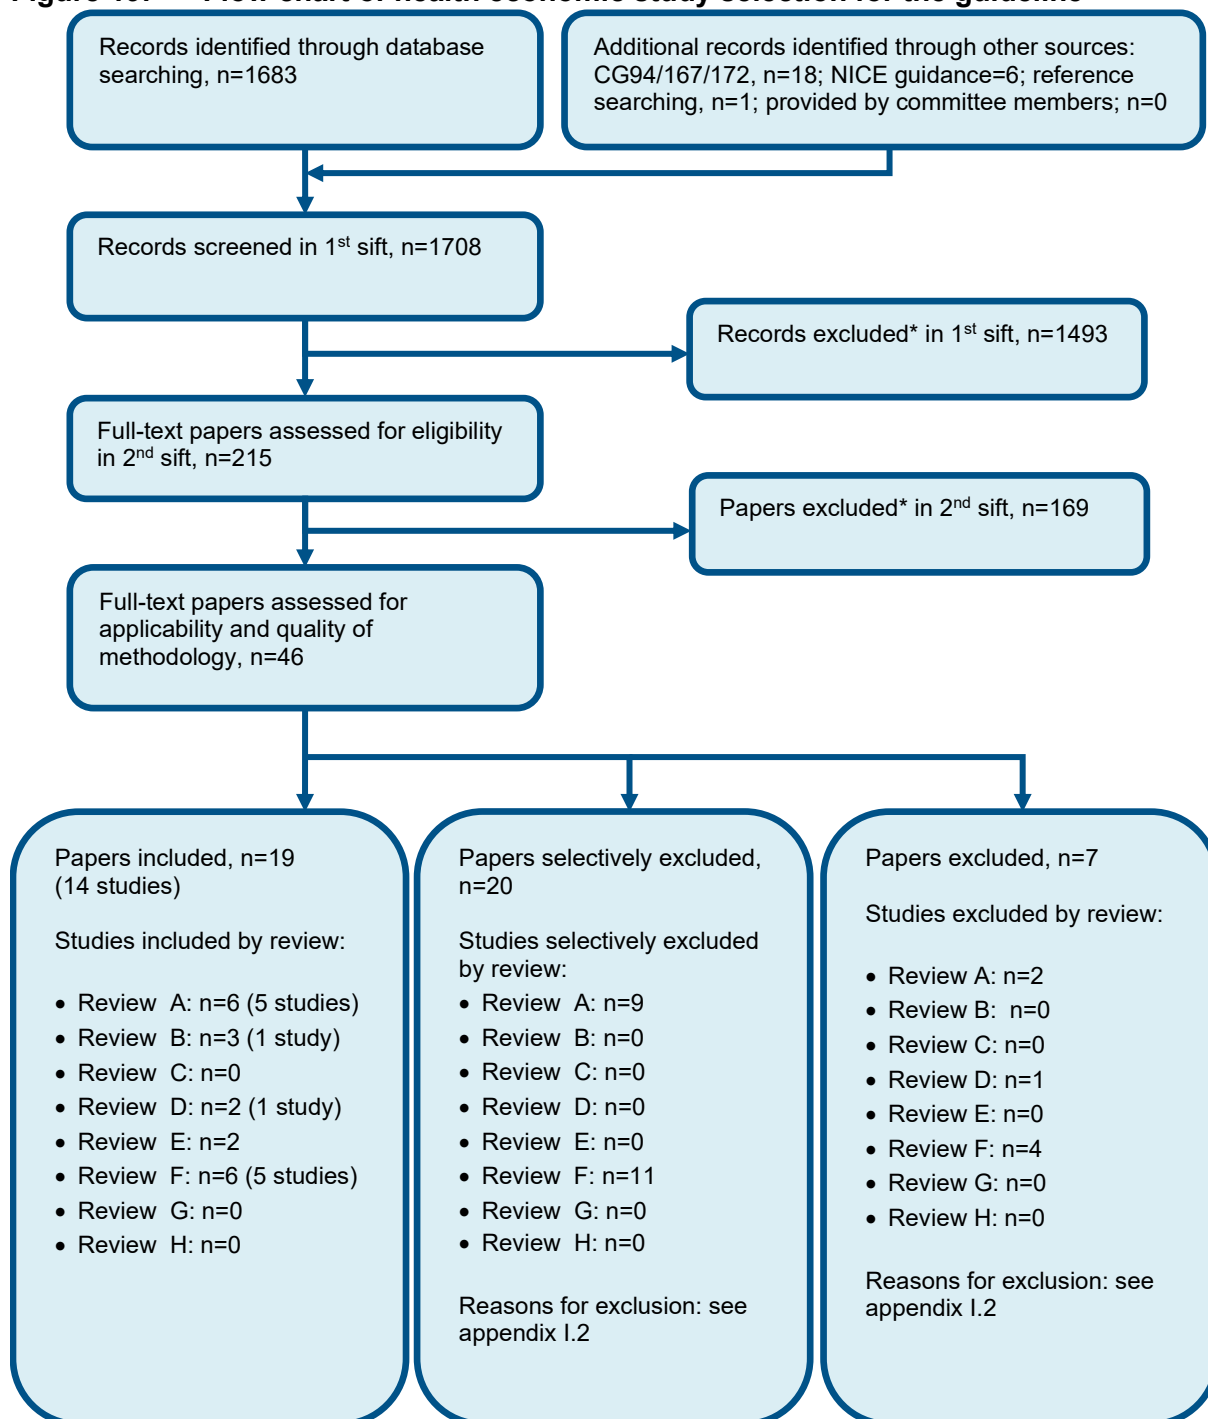 Records identified through database
searching, n=1683
Additional records identified through other sources:
CG94/167/172, n=18; NICE guidance=6; reference
searching, n=1; provided by committee members; n=0
Records screened in 1st sift, n=1708
Records excluded* in 1st sift, n=1493
Full-text papers assessed for eligibility
in 2nd sift, n=215
Papers excluded* in 2nd sift, n=169
Full-text papers assessed for
applicability and quality of
methodology, n=46
Papers included, n=19
(14 studies)
Studies included by review:
• Review A: n=6 (5 studies)
• Review B: n=3 (1 study)
• Review C: n=0
• Review D: n=2 (1 study)
• Review E: n=2
• Review F: n=6 (5 studies)
• Review G: n=0
• Review H: n=0
Papers selectively excluded,
n=20
Studies selectively excluded
by review:
• Review A: n=9
• Review B: n=0
• Review C: n=0
• Review D: n=0
• Review E: n=0
• Review F: n=11
• Review G: n=0
• Review H: n=0
Reasons for exclusion: see
appendix I.2
Papers excluded, n=7
Studies excluded by review:
• Review A: n=2
• Review B: n=0
• Review C: n=0
• Review D: n=1
• Review E: n=0
• Review F: n=4
• Review G: n=0
• Review H: n=0
Reasons for exclusion: see
appendix I.2